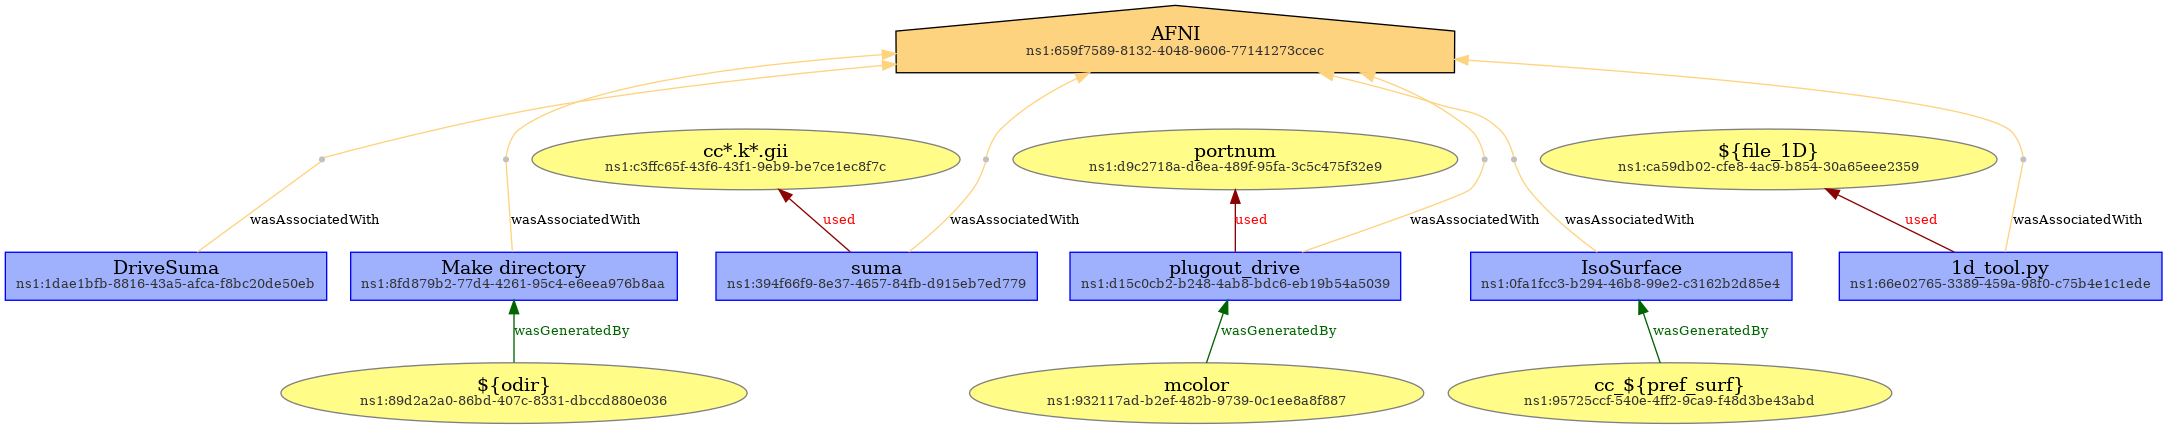 AFNI
ns1:659f7589-8132-4048-9606-77141273ccec
cc*.k*.gii
ns1:c3ffc65f-43f6-43f1-9eb9-be7ce1ec8f7c
portnum
ns1:d9c2718a-d6ea-489f-95fa-3c5c475f32e9
${file_1D}
ns1:ca59db02-cfe8-4ac9-b854-30a65eee2359
wasAssociatedWith
wasAssociatedWith
used
wasAssociatedWith
used
wasAssociatedWith
wasAssociatedWith
used
wasAssociatedWith
DriveSuma
ns1:1dae1bfb-8816-43a5-afca-f8bc20de50eb
Make directory
ns1:8fd879b2-77d4-4261-95c4-e6eea976b8aa
suma
ns1:394f66f9-8e37-4657-84fb-d915eb7ed779
plugout_drive
ns1:d15c0cb2-b248-4ab8-bdc6-eb19b54a5039
IsoSurface
ns1:0fa1fcc3-b294-46b8-99e2-c3162b2d85e4
1d_tool.py
ns1:66e02765-3389-459a-98f0-c75b4e1c1ede
wasGeneratedBy
wasGeneratedBy
wasGeneratedBy
${odir}
ns1:89d2a2a0-86bd-407c-8331-dbccd880e036
mcolor
ns1:932117ad-b2ef-482b-9739-0c1ee8a8f887
cc_${pref_surf}
ns1:95725ccf-540e-4ff2-9ca9-f48d3be43abd